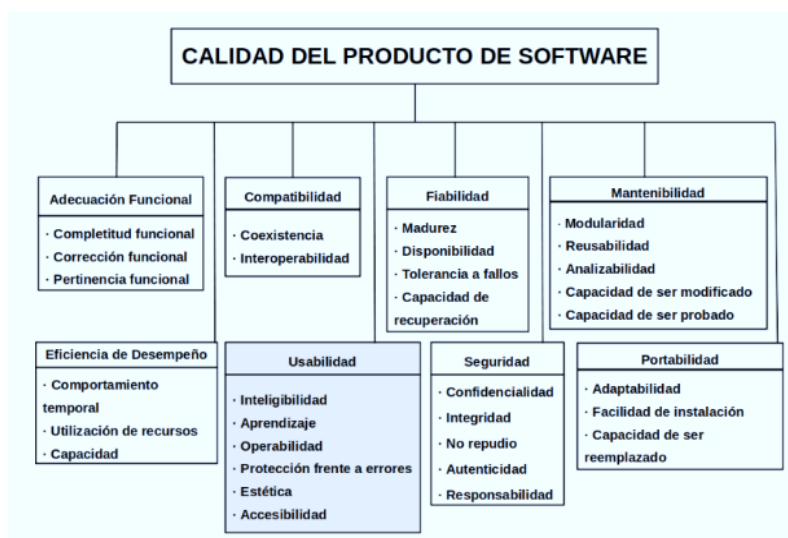 CALIDAD DEL PRODUCTO DE SOFTWARE
Adecuación Funcional
· Completitud funcional
· Corrección funcional
· Pertinencia funcional
Compatibilidad
· Coexistencia
· Interoperabilidad
Fiabilidad
· Madurez
· Disponibilidad
· Tolerancia a fallos
· Capacidad de
recuperación
Mantenibilidad
· Modularidad
· Reusabilidad
· Analizabilidad
· Capacidad de ser modificado
· Capacidad de ser probado
Eficiencia de Desempeño
· Comportamiento
temporal
· Utilización de recursos
· Capacidad
Usabilidad
· Inteligibilidad
· Aprendizaje
· Operabilidad
· Protección frente a errores
· Estética
· Accesibilidad
Seguridad
· Confidencialidad
· Integridad
· No repudio
· Autenticidad
· Responsabilidad
Portabilidad
· Adaptabilidad
· Facilidad de instalación
· Capacidad de ser
reemplazado